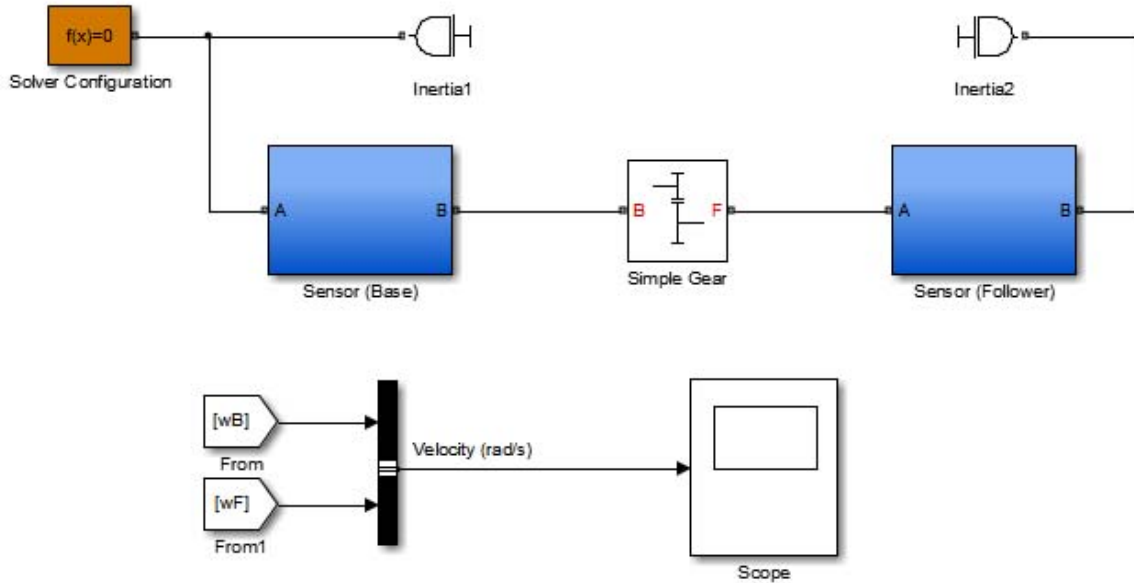 f(x)=0
Solver Configuration
Inertia1
Inertia2
A
B
Sensor (Base)
B
F
Simple Gear
A
B
Sensor (Follower)
[wB]
From
[wF]
From1
Velocity (rad/s)
Scope